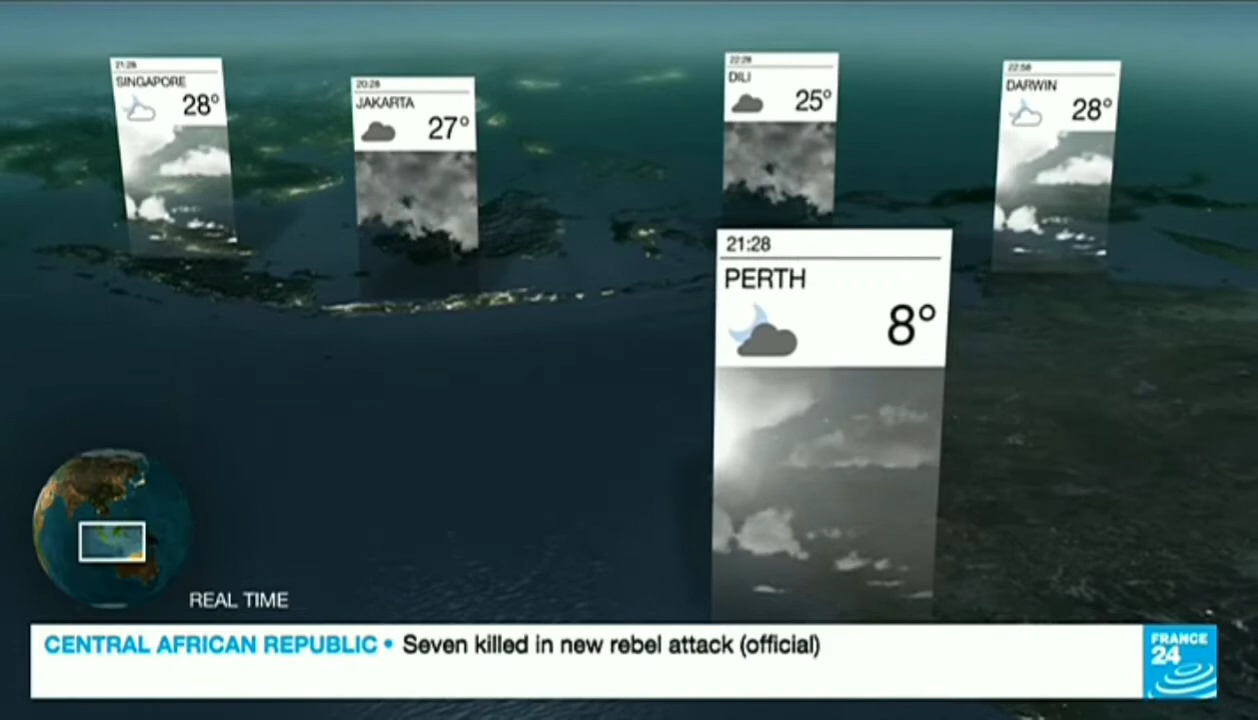 21:28
SINGAPORE
28°
20:28
JAKARTA
27°
22:28
DILI
25°
22:58
DARWIN
28°
21:28
PERTH
8°
REAL TIME
CENTRAL AFRICAN REPUBLIC • Seven killed in new rebel attack (official)
FRANCE
24